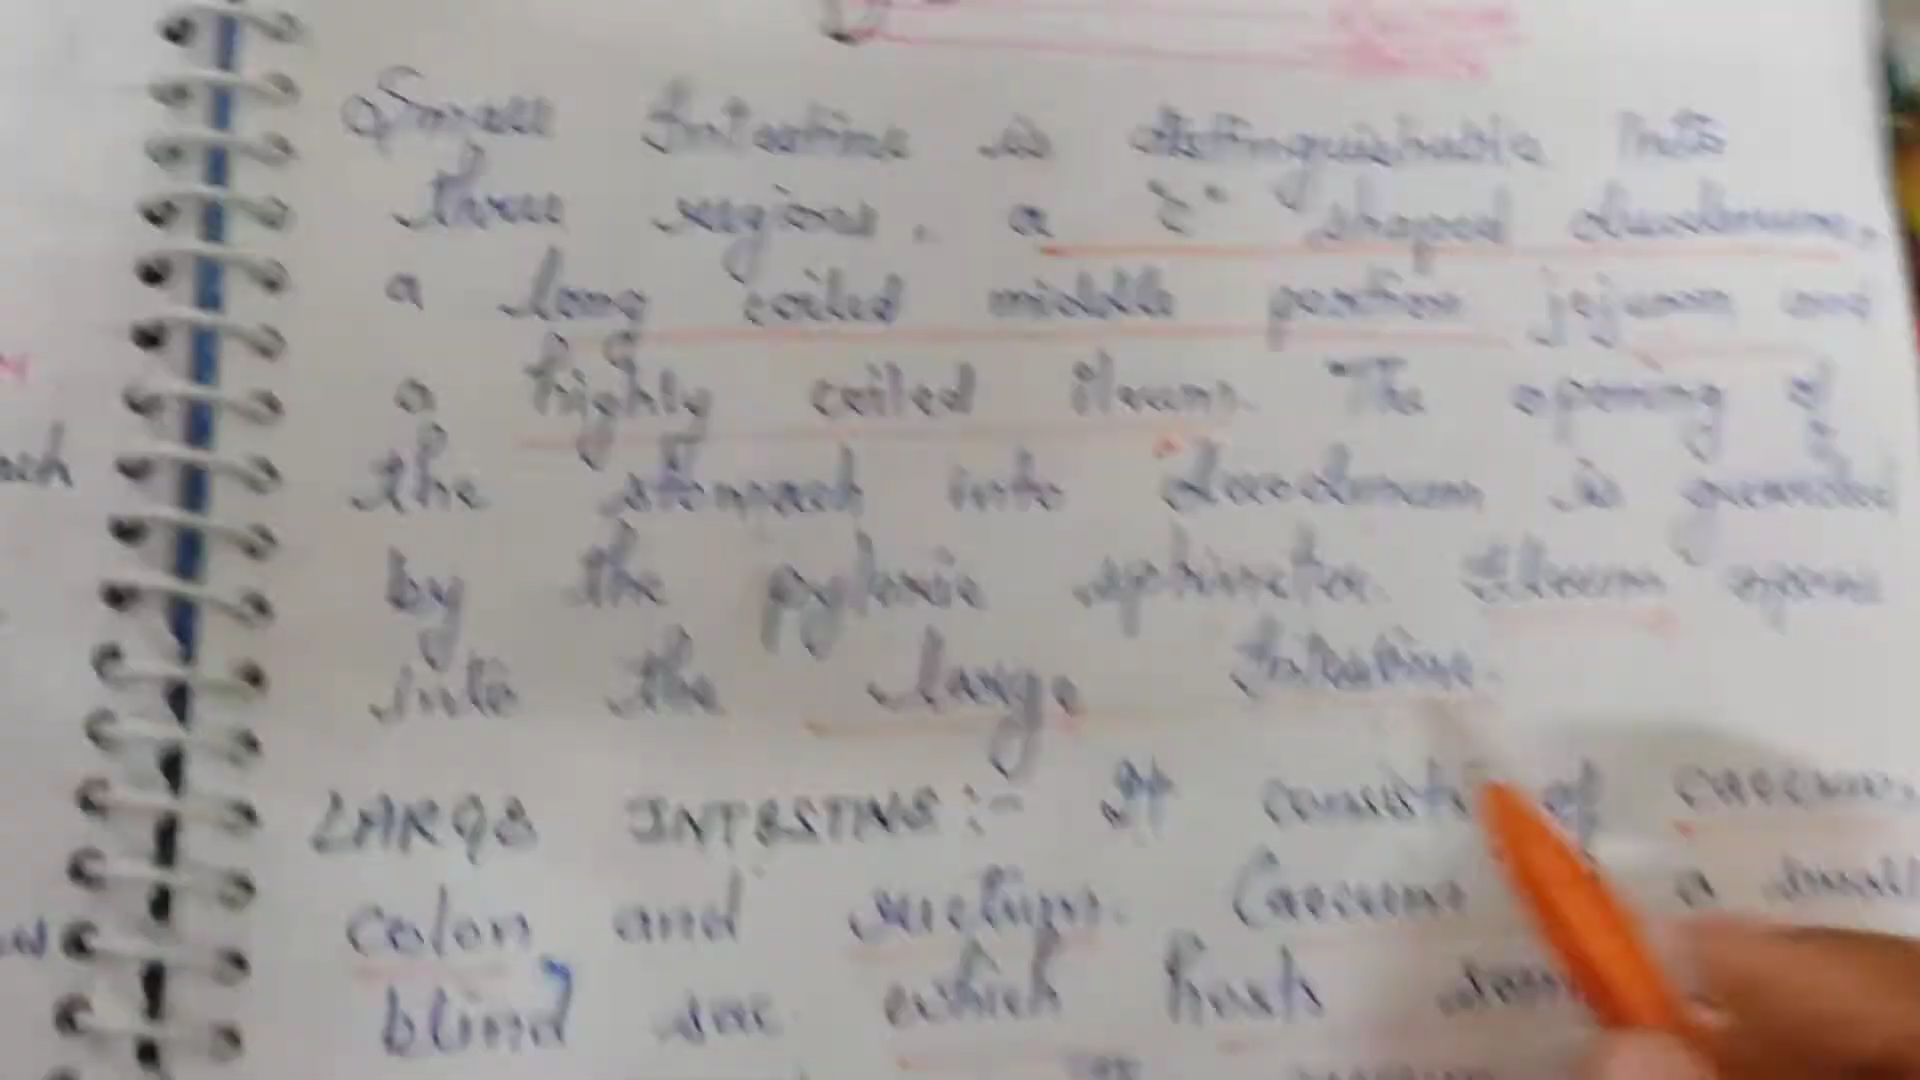 Small Intestine is distinguishable into
three regions, a 'C' shaped duodenum,
a long coiled middle portion jejunum and
a highly coiled ileum. The opening of
the stomach into duodenum is guarded
by the pyloric sphincter. Ileum opens
into the large Intestine.
LARGE INTESTINE:- It consists of caecum,
colon and rectum. Caecum a small
blind sac which hosts